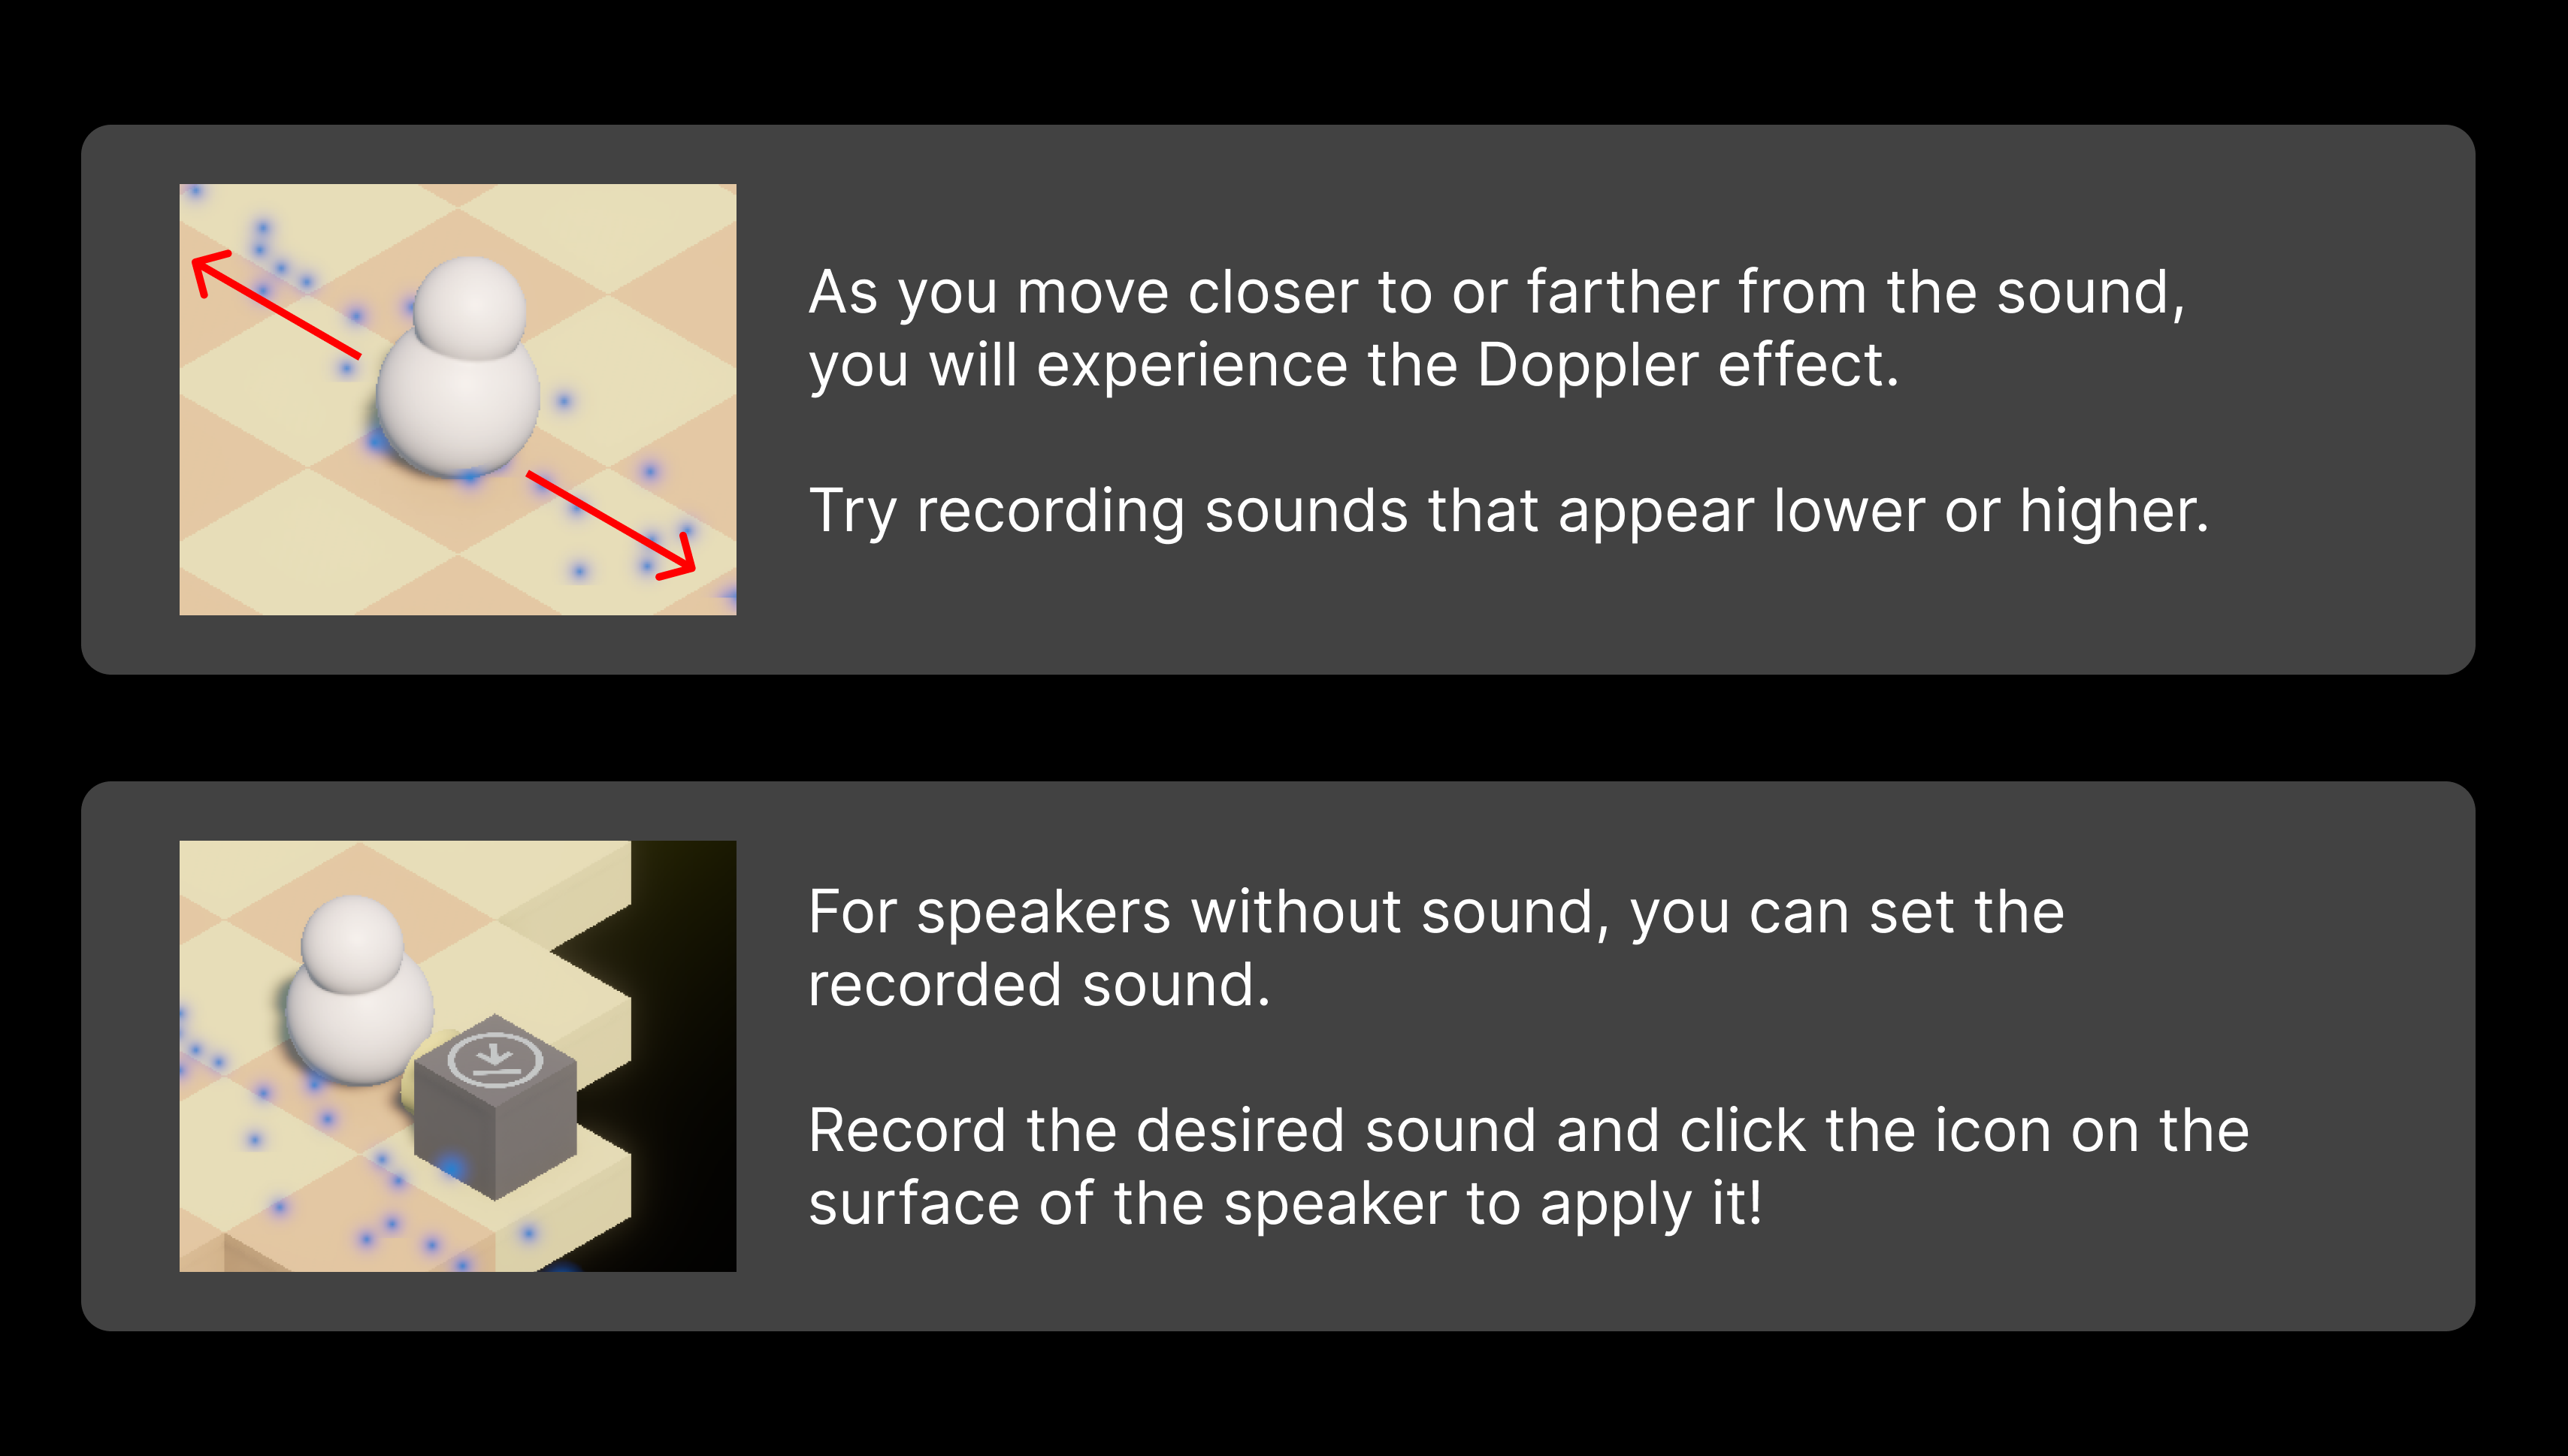 As you move closer to or farther from the sound,
you will experience the Doppler effect.
Try recording sounds that appear lower or higher.
For speakers without sound, you can set the
recorded sound.
Record the desired sound and click the icon on the
surface of the speaker to apply it!